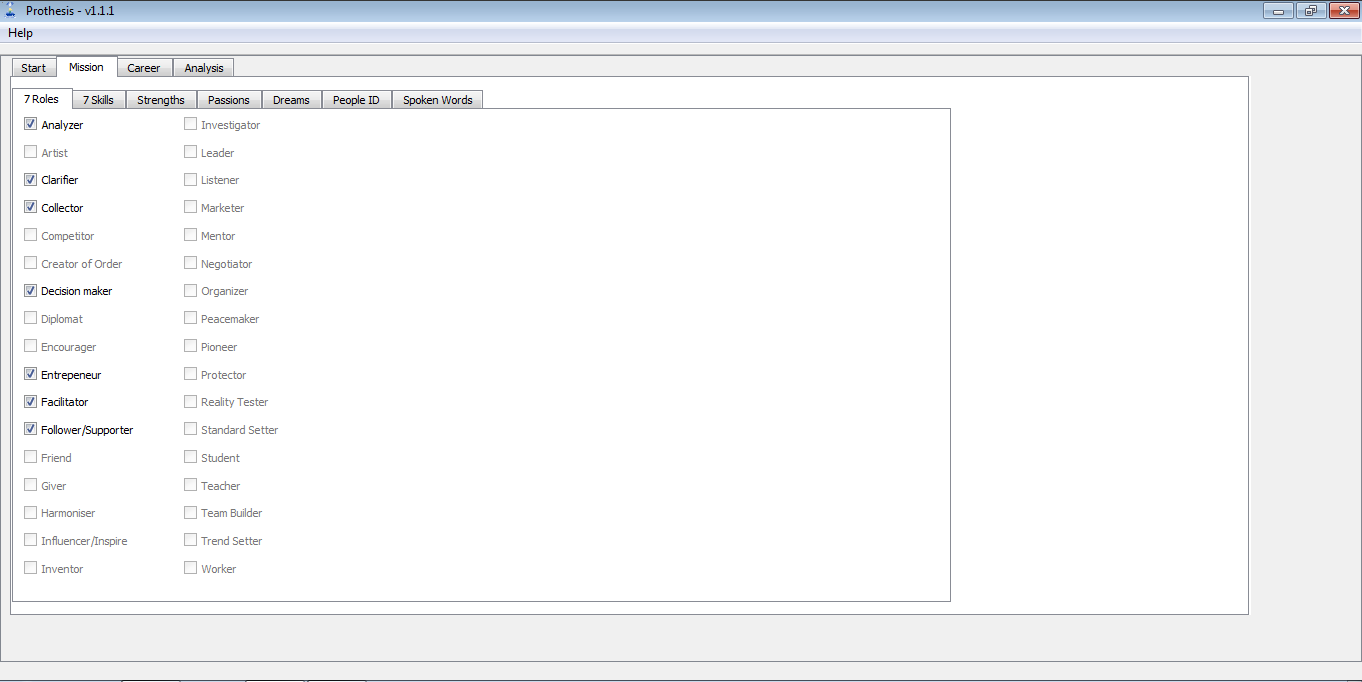 Prothesis - v1.1.1
Help
Start Mission Career Analysis
7 Roles 7 Skills Strengths Passions Dreams People ID Spoken Words
Analyzer Investigator
Artist Leader
Clarifier Listener
Collector Marketer
Competitor Mentor
Creator of Order Negotiator
Decision maker Organizer
Diplomat Peacemaker
Encourager Pioneer
Entrepeneur Protector
Facilitator Reality Tester
Follower/Supporter Standard Setter
Friend Student
Giver Teacher
Harmoniser Team Builder
Influencer/Inspire Trend Setter
Inventor Worker